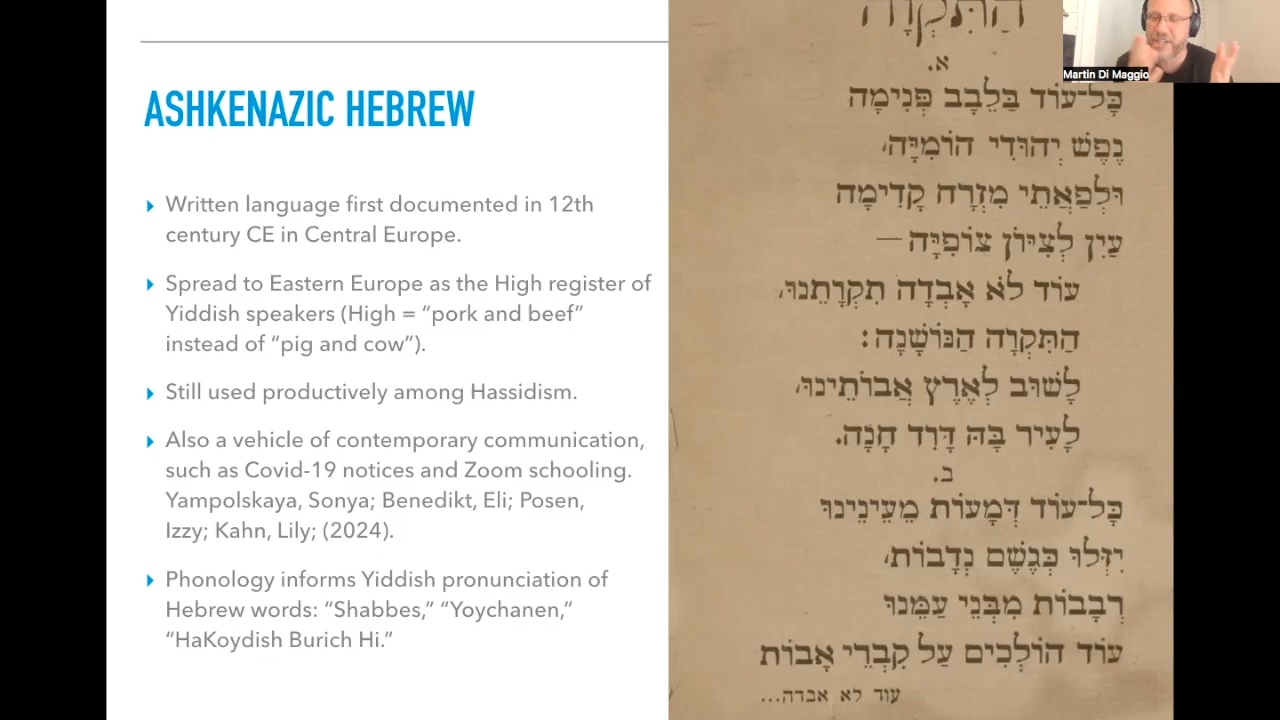 ASHKENAZIC HEBREW
Written language first documented in 12th
century CE in Central Europe.
Spread to Eastern Europe as the High register of
Yiddish speakers (High = “pork and beef”
instead of “pig and cow”).
Still used productively among Hassidism.
Also a vehicle of contemporary communication,
such as Covid-19 notices and Zoom schooling.
Yampolskaya, Sonya; Benedikt, Eli; Posen,
Izzy; Kahn, Lily; (2024).
Phonology informs Yiddish pronunciation of
Hebrew words: “Shabbes,” “Yoychanen,”
“HaKoydish Burich Hi.”
הַתִּקְוָה
א.
כָּל־עוֹד בַּלֵבָב פְּנִימָה
נֶפֶשׁ יְהוּדִי הוֹמִיָּה,
וּלְפַאֲתֵי מִזְרָח קָדִימָה
עַיִן לְצִיּוֹן צוֹפִיָּה—
עוֹד לֹא אָבְדָה תִקְוָתֵנוּ,
הַתִּקְוָה הַנּוֹשָׁנָה:
לָשׁוּב לְאֶרֶץ אֲבוֹתֵינוּ,
לָעִיר בָּהּ דָּוִד חָנָה.
ב.
כָּל־עוֹד דְּמָעוֹת מֵעֵינֵינוּ
יִזְּלוּ כְּגֶשֶׁם נְדָבוֹת,
רְבָבוֹת מִבְּנֵי עַמֵּנוּ
עוֹד הוֹלְכִים עַל קִבְרֵי אָבוֹת
עוד לא אבדה...
Martin Di Maggio